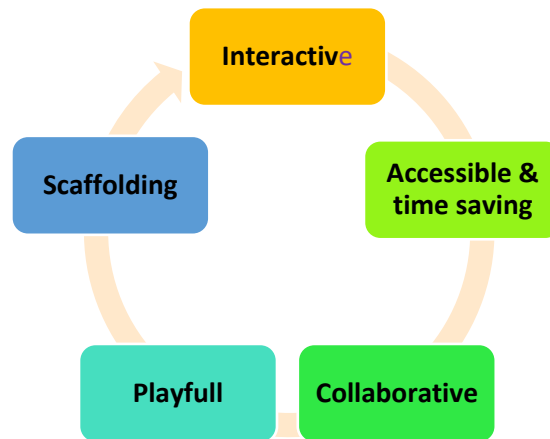 Interactive
Accessible &
time saving
Collaborative
Playfull
Scaffolding